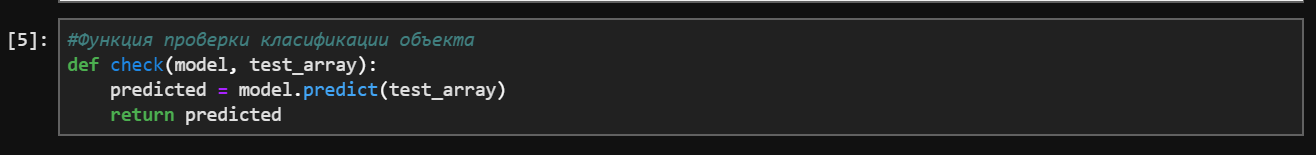 [5]: #Функция проверки класификации объекта
def check(model, test_array):
    predicted = model.predict(test_array)
    return predicted